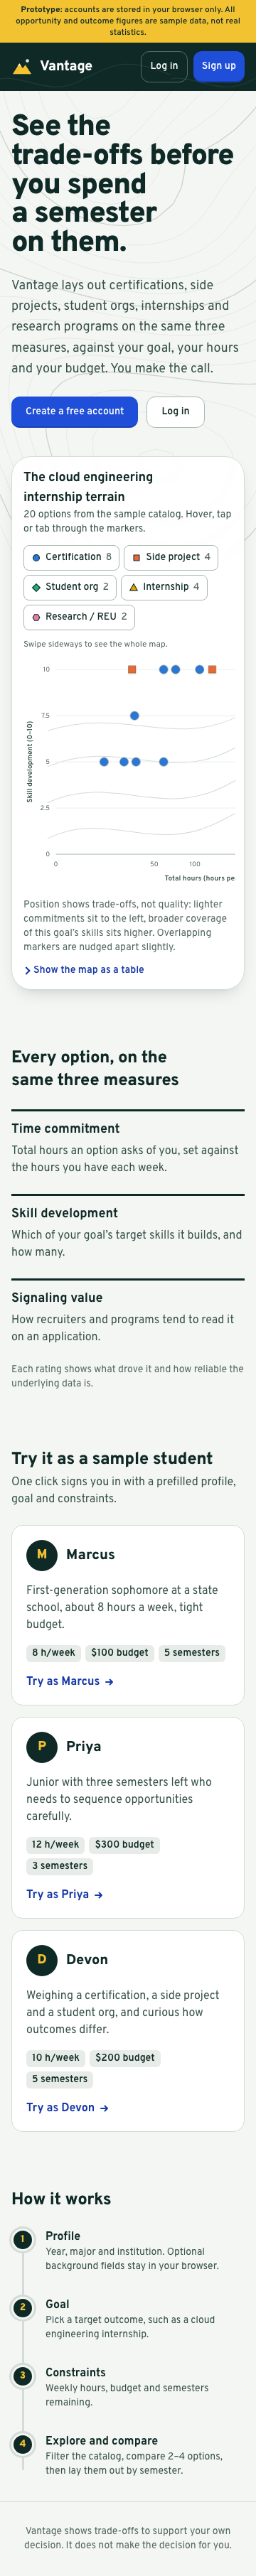 Prototype: accounts are stored in your browser only. All
opportunity and outcome figures are sample data, not real
statistics.
Vantage
Log in
Sign up
See the
trade-offs before
you spend
a semester
on them.
Vantage lays out certifications, side
projects, student orgs, internships and
research programs on the same three
measures, against your goal, your hours
and your budget. You make the call.
Create a free account
Log in
The cloud engineering
internship terrain
20 options from the sample catalog. Hover, tap
or tab through the markers.
Certification 8
Side project 4
Student org 2
Internship 4
Research / REU 2
Swipe sideways to see the whole map.
10
7.5
5
2.5
0
Skill development (0–10)
0
50
100
Total hours (hours pe
Position shows trade-offs, not quality: lighter
commitments sit to the left, broader coverage
of this goal's skills sits higher. Overlapping
markers are nudged apart slightly.
Show the map as a table
Every option, on the
same three measures
Time commitment
Total hours an option asks of you, set against
the hours you have each week.
Skill development
Which of your goal's target skills it builds, and
how many.
Signaling value
How recruiters and programs tend to read it
on an application.
Each rating shows what drove it and how reliable the
underlying data is.
Try it as a sample student
One click signs you in with a prefilled profile,
goal and constraints.
M
Marcus
First-generation sophomore at a state
school, about 8 hours a week, tight
budget.
8 h/week
$100 budget
5 semesters
Try as Marcus →
P
Priya
Junior with three semesters left who
needs to sequence opportunities
carefully.
12 h/week
$300 budget
3 semesters
Try as Priya →
D
Devon
Weighing a certification, a side project
and a student org, and curious how
outcomes differ.
10 h/week
$200 budget
5 semesters
Try as Devon →
How it works
1
Profile
Year, major and institution. Optional
background fields stay in your browser.
2
Goal
Pick a target outcome, such as a cloud
engineering internship.
3
Constraints
Weekly hours, budget and semesters
remaining.
4
Explore and compare
Filter the catalog, compare 2–4 options,
then lay them out by semester.
Vantage shows trade-offs to support your own
decision. It does not make the decision for you.